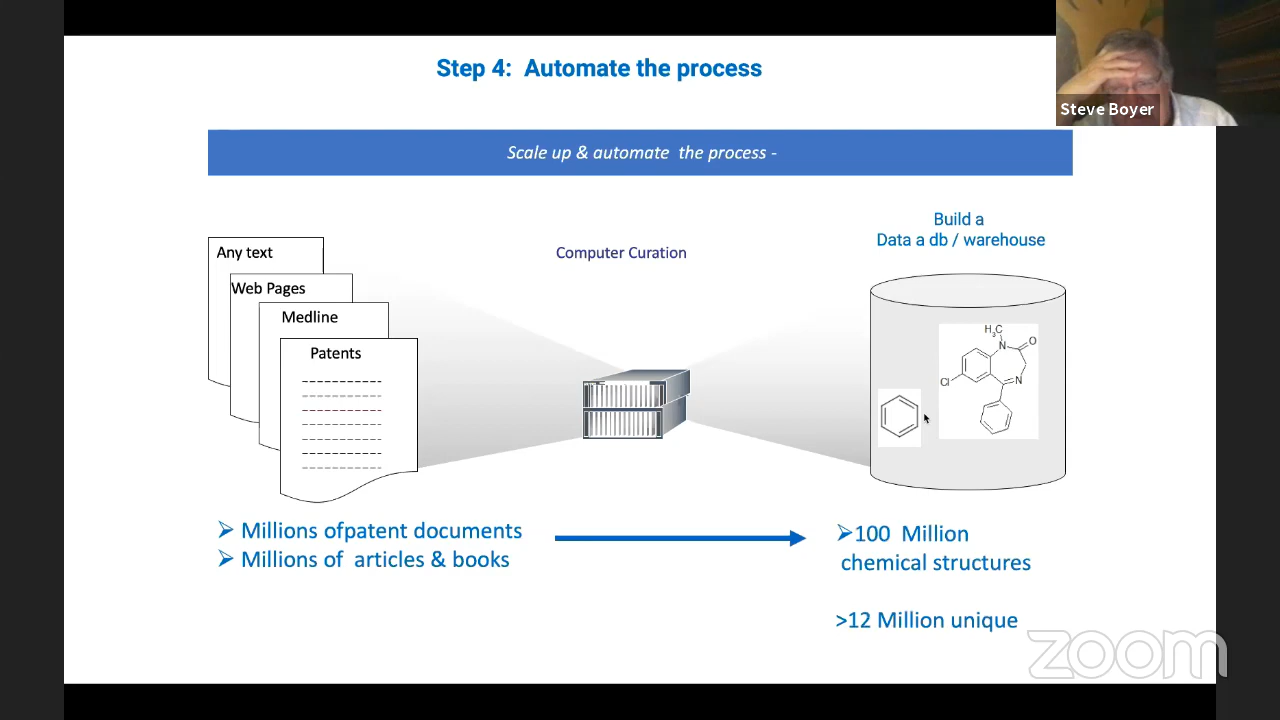 Step 4:  Automate the process
Steve Boyer
Scale up & automate  the process -
Build a
Data a db / warehouse
Any text
Computer Curation
Web Pages
Medline
Patents
H3C
N
O
Cl
N
➢ Millions ofpatent documents
➢ Millions of  articles & books
➢100  Million
chemical structures
>12 Million unique
zoom